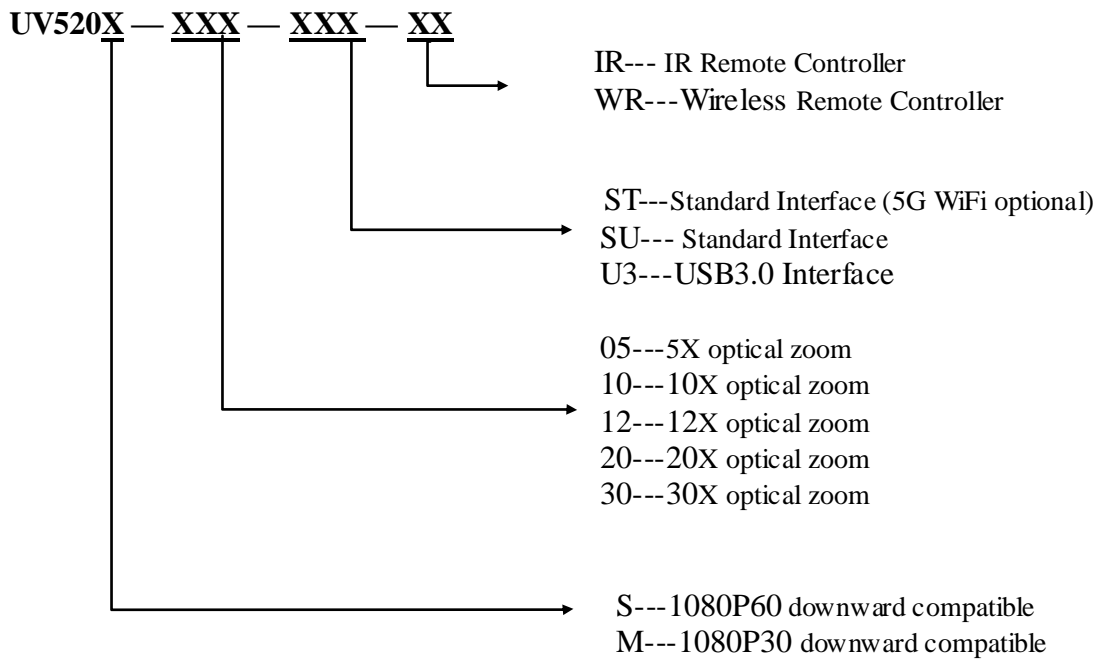 UV520X — XXX — XXX — XX
IR--- IR Remote Controller
WR---Wireless Remote Controller
ST---Standard Interface (5G WiFi optional)
SU--- Standard Interface
U3---USB3.0 Interface
05---5X optical zoom
10---10X optical zoom
12---12X optical zoom
20---20X optical zoom
30---30X optical zoom
S---1080P60 downward compatible
M---1080P30 downward compatible